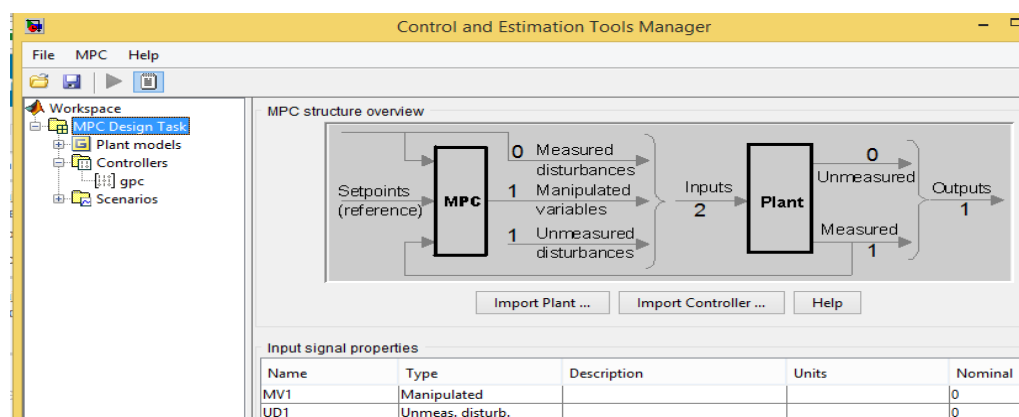 Control and Estimation Tools Manager
File MPC Help
Workspace
MPC Design Task
Plant models
Controllers
gpc
Scenarios
MPC structure overview
Setpoints
(reference)
MPC
0 Measured
disturbances
1 Manipulated
variables
1 Unmeasured
disturbances
Inputs
2
Plant
0
Unmeasured
Measured
1
Outputs
1
Import Plant ... Import Controller ... Help
Input signal properties
Name Type Description Units Nominal
MV1 Manipulated 0
UD1 Unmeas. disturb. 0